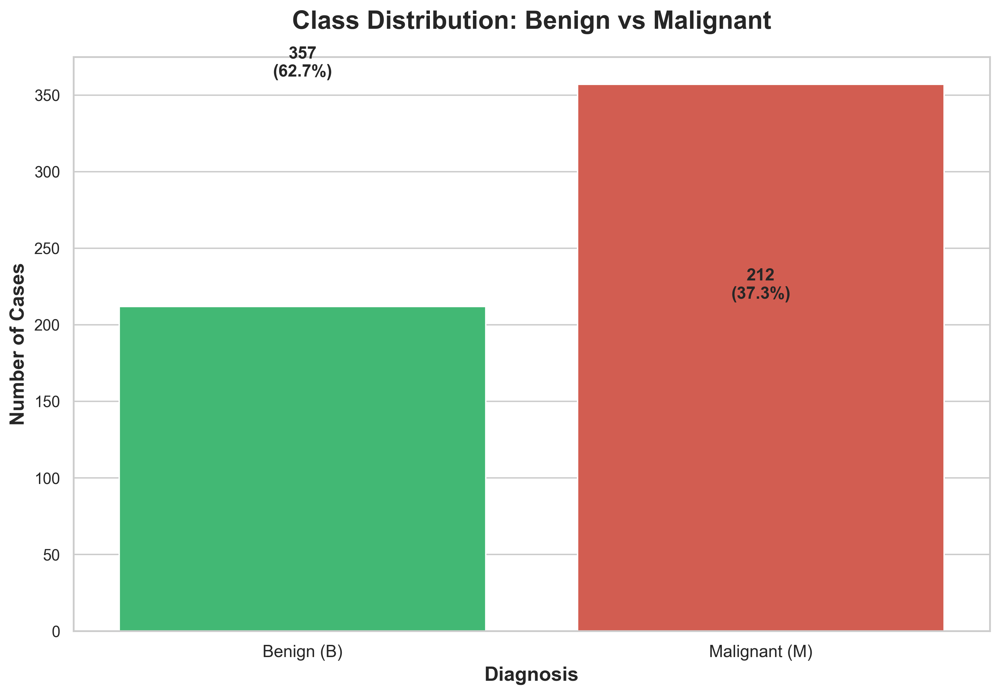 Class Distribution: Benign vs Malignant
357
(62.7%)
350
300
250
212
(37.3%)
200
150
100
50
0
Number of Cases
Benign (B)
Malignant (M)
Diagnosis